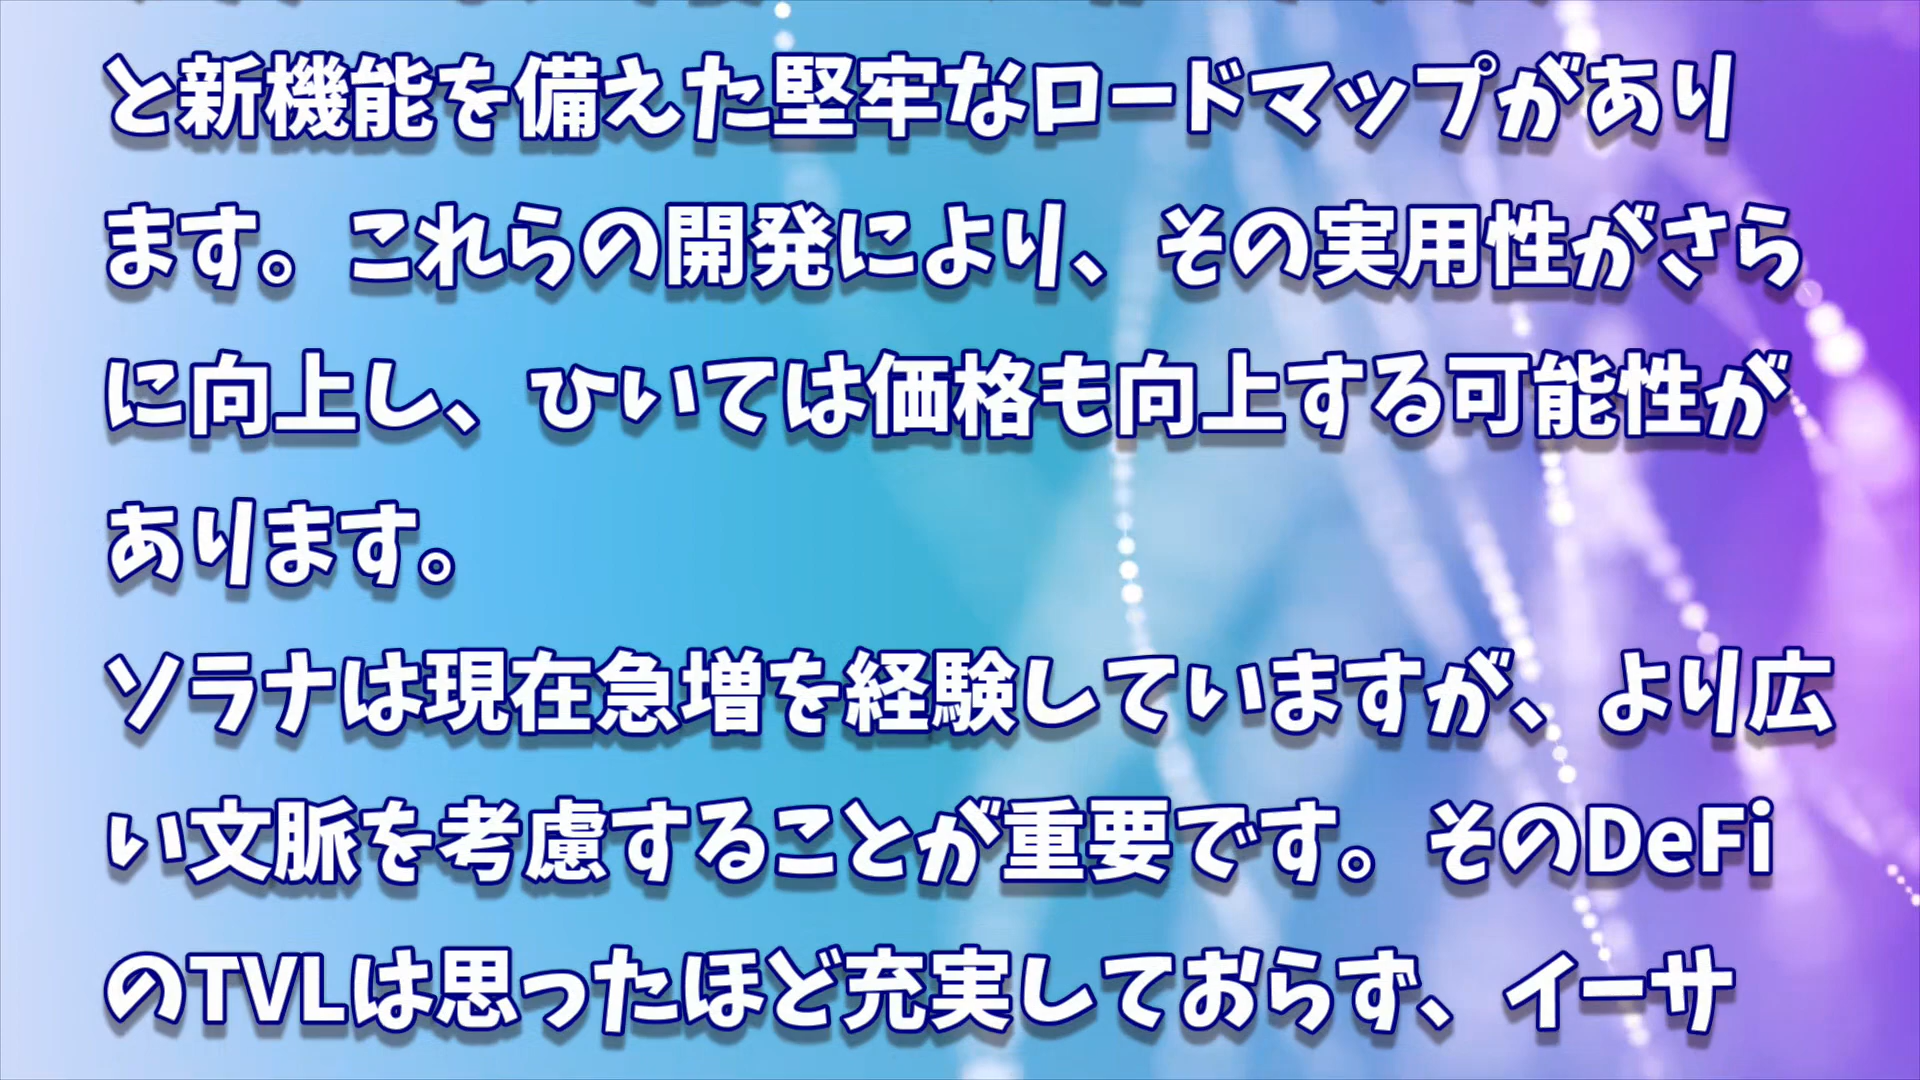 と新機能を備えた堅牢なロードマップがあり
ます。これらの開発により、その実用性がさら
に向上し、ひいては価格も向上する可能性が
あります。
ソラナは現在急増を経験していますが、より広
い文脈を考慮することが重要です。そのDeFi
のTVLは思ったほど充実しておらず、イーサ